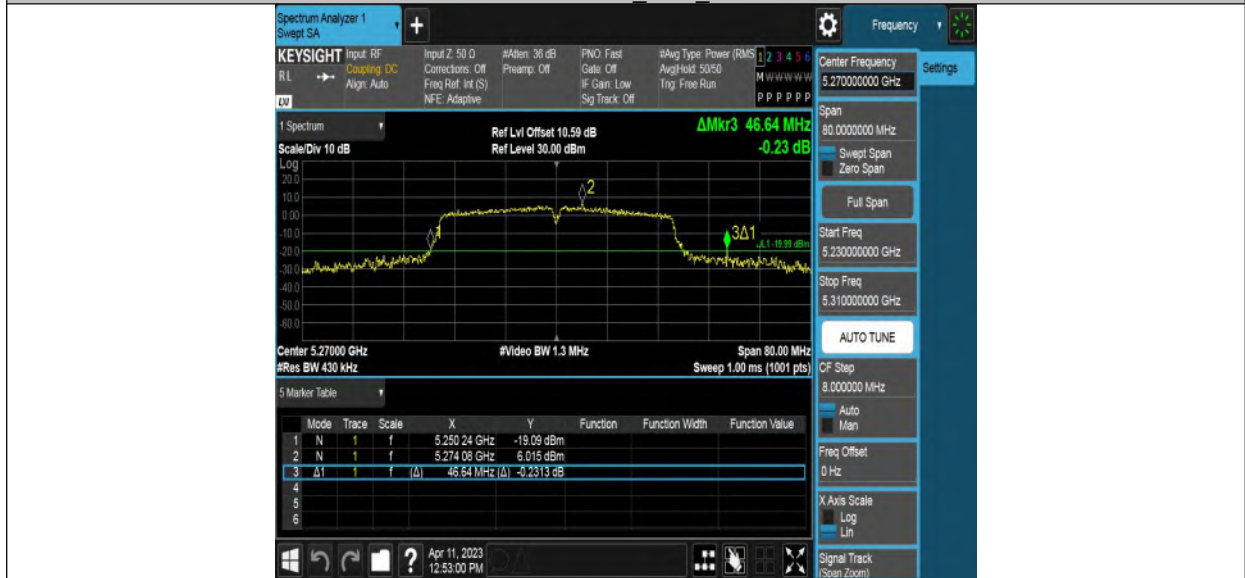 Spectrum Analyzer 1
Swept SA
+
Frequency
KEYSIGHT
RL
Input: RF
Coupling: DC
Align: Auto
Input Z: 50 Ω
Corrections: Off
Freq Ref: Int (S)
NFE: Adaptive
#Atten: 36 dB
Preamp: Off
PNO: Fast
Gate: Off
IF Gain: Low
Sig Track: Off
#Avg Type: Power (RMS
Avg|Hold: 50/50
Trig: Free Run
1 2 3 4 5 6
M W W W W W
P P P P P P
1 Spectrum
Scale/Div 10 dB
Ref Lvl Offset 10.59 dB
Ref Level 30.00 dBm
ΔMkr3 46.64 MHz
-0.23 dB
Log
20.0
10.0
0.00
-10.0
-20.0
-30.0
-40.0
-50.0
-60.0
2
3Δ1
-19.99 dBm
Center 5.27000 GHz
#Video BW 1.3 MHz
Span 80.00 MHz
#Res BW 430 kHz
Sweep 1.00 ms (1001 pts)
5 Marker Table
Mode Trace Scale X Y Function Function Width Function Value
1 N 1 f 5.250 24 GHz -19.09 dBm
2 N 1 f 5.274 08 GHz 6.015 dBm
3 Δ1 1 f (Δ) 46.64 MHz (Δ) -0.2313 dB
4
5
6
?
Apr 11, 2023
12:53:00 PM
Center Frequency
5.270000000 GHz
Settings
Span
80.0000000 MHz
Swept Span
Zero Span
Full Span
Start Freq
5.230000000 GHz
Stop Freq
5.310000000 GHz
AUTO TUNE
CF Step
8.000000 MHz
Auto
Man
Freq Offset
0 Hz
X Axis Scale
Log
Lin
Signal Track
(Span Zoom)